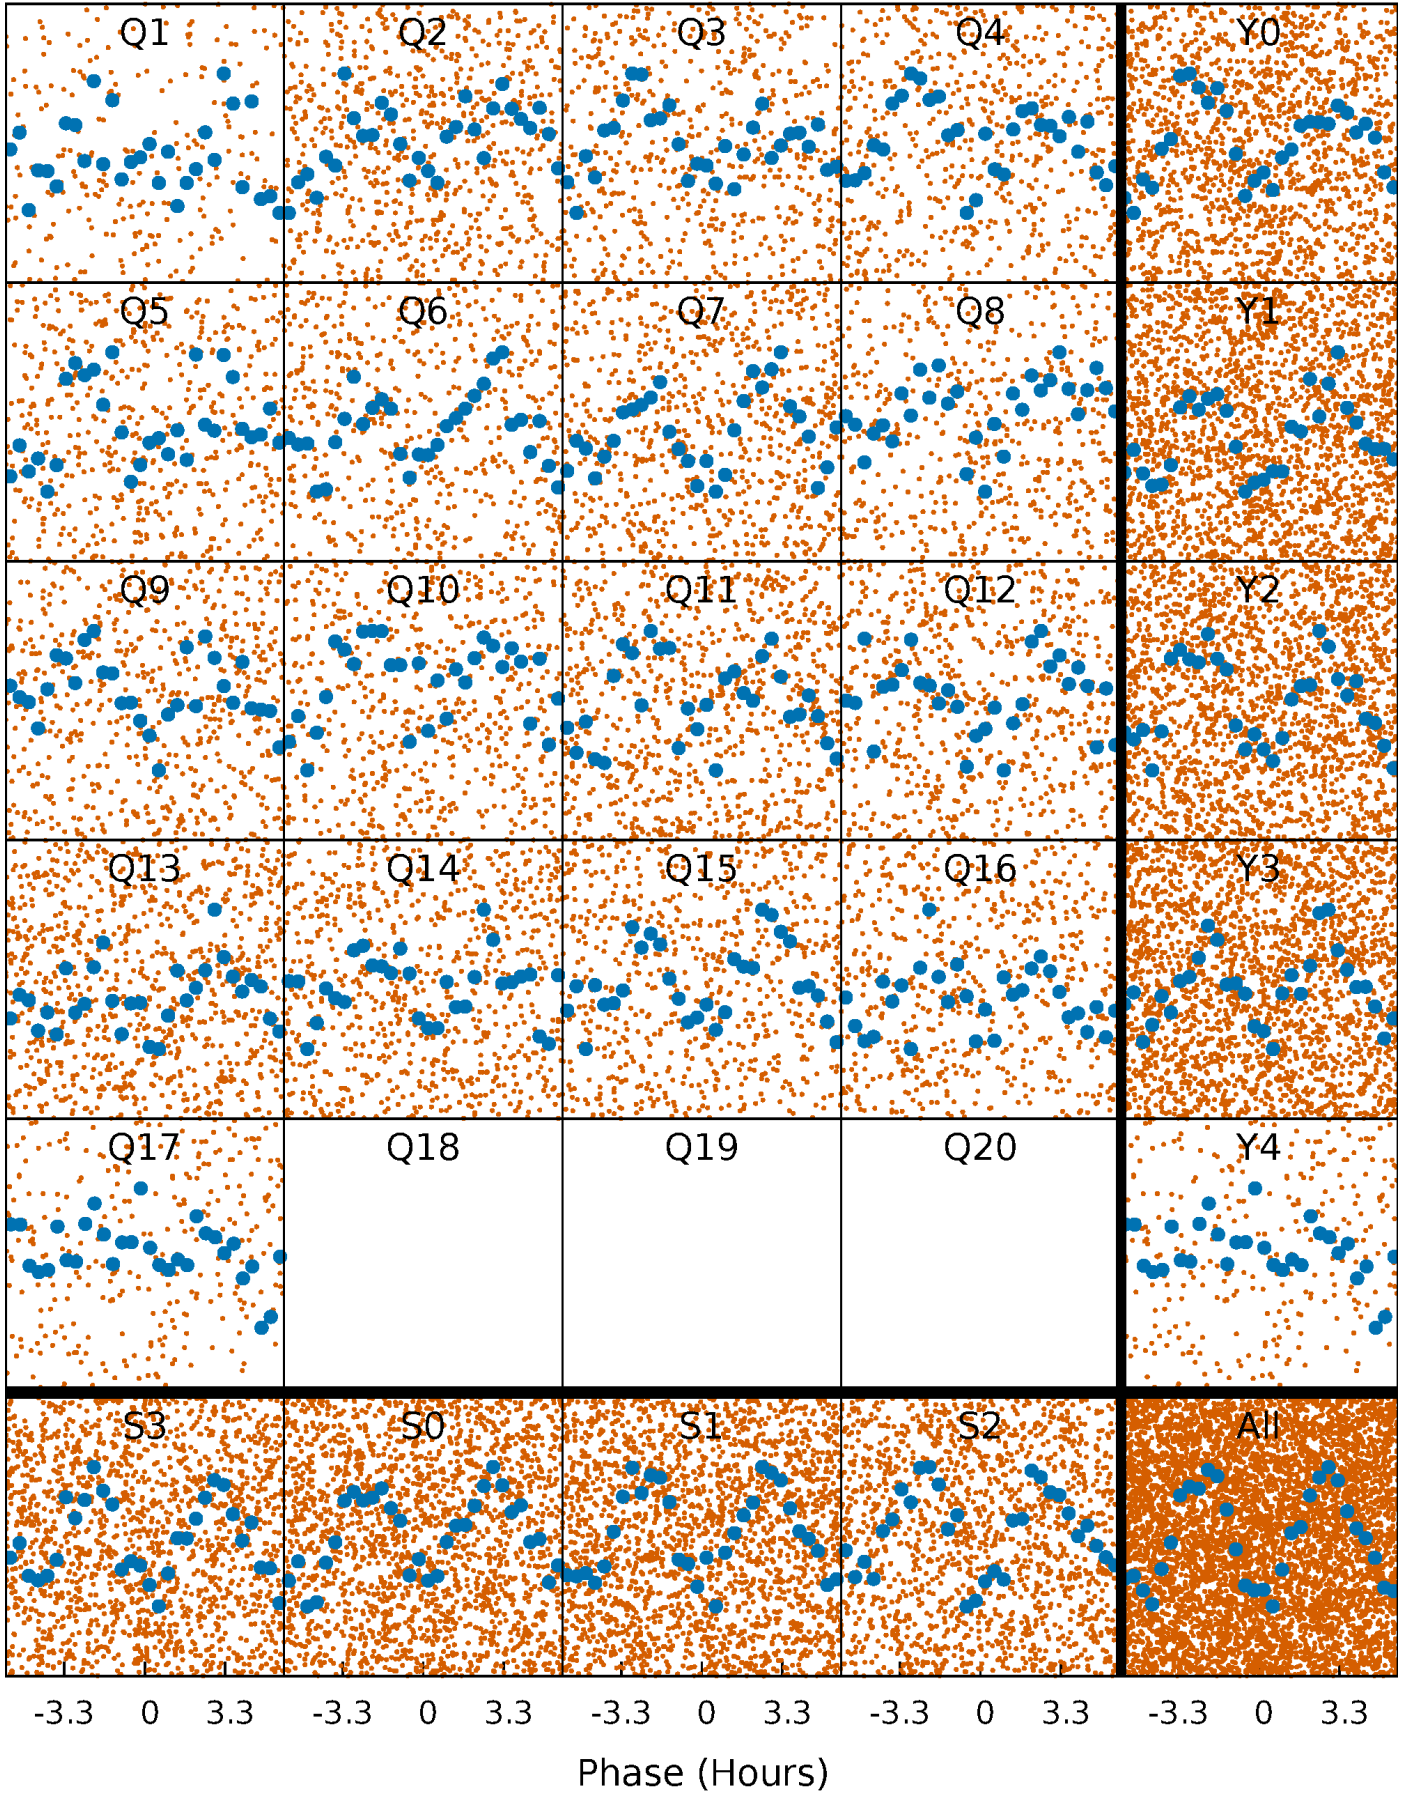 Q1 Q2 Q3 Q4 Y0
Q5 Q6 Q7 Q8 Y1
Q9 Q10 Q11 Q12 Y2
Q13 Q14 Q15 Q16 Y3
Q17 Q18 Q19 Q20 Y4
S3 S0 S1 S2 All
-3.3 0 3.3 -3.3 0 3.3 -3.3 0 3.3 -3.3 0 3.3 -3.3 0 3.3
Phase (Hours)